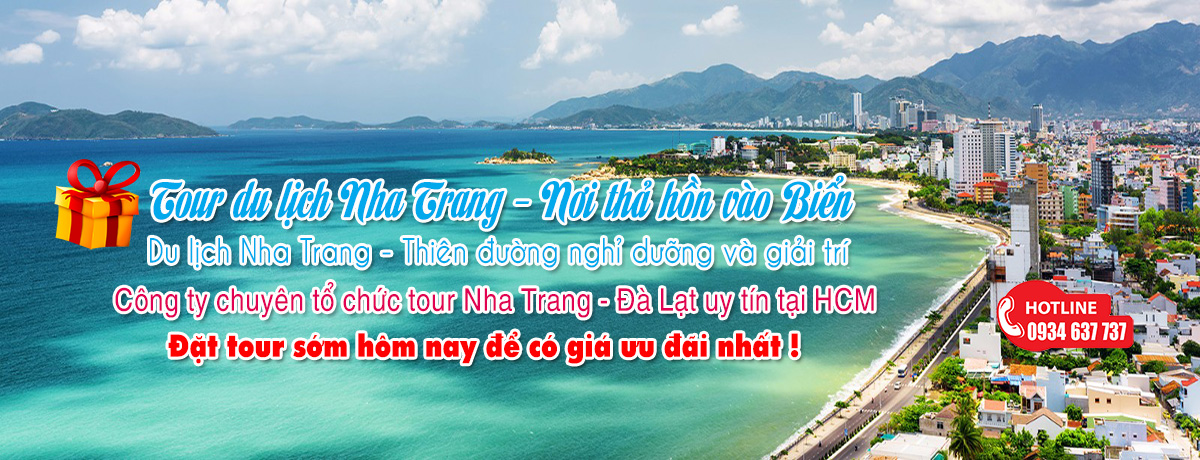 Tour du lịch Nha Trang - Nơi thả hồn vào Biển
Du lịch Nha Trang - Thiên đường nghỉ dưỡng và giải trí
Công ty chuyên tổ chức tour Nha Trang - Đà Lạt uy tín tại HCM
Đặt tour sớm hôm nay để có giá ưu đãi nhất !
HOTLINE
0934 637 737